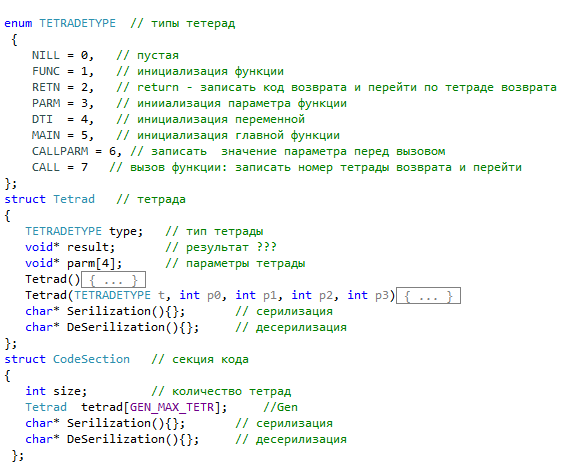 enum TETRADETYPE  // типы тетерад
{
NILL = 0,   // пустая
FUNC = 1,   // инициализация функции
RETN = 2,   // return - записать код возврата и перейти по тетраде возврата
PARM = 3,   // инииализация параметра функции
DTI  = 4,   // инициализация переменной
MAIN = 5,   // инициализация главной функции
CALLPARM = 6, // записать  значение параметра перед вызовом
CALL = 7   // вызов функции: записать номер тетрады возврата и перейти
};
struct Tetrad   // тетрада
{
TETRADETYPE type;   // тип тетрады
void* result;       // результат ???
void* parm[4];      // параметры тетрады
Tetrad(){ ... }
Tetrad(TETRADETYPE t, int p0, int p1, int p2, int p3){ ... }
char* Serilization(){};      // серилизация
char* DeSerilization(){};    // десерилизация
};
struct CodeSection   // секция кода
{
int size;         // количество тетрад
Tetrad  tetrad[GEN_MAX_TETR];     //Gen
char* Serilization(){};      // серилизация
char* DeSerilization(){};    // десерилизация
};